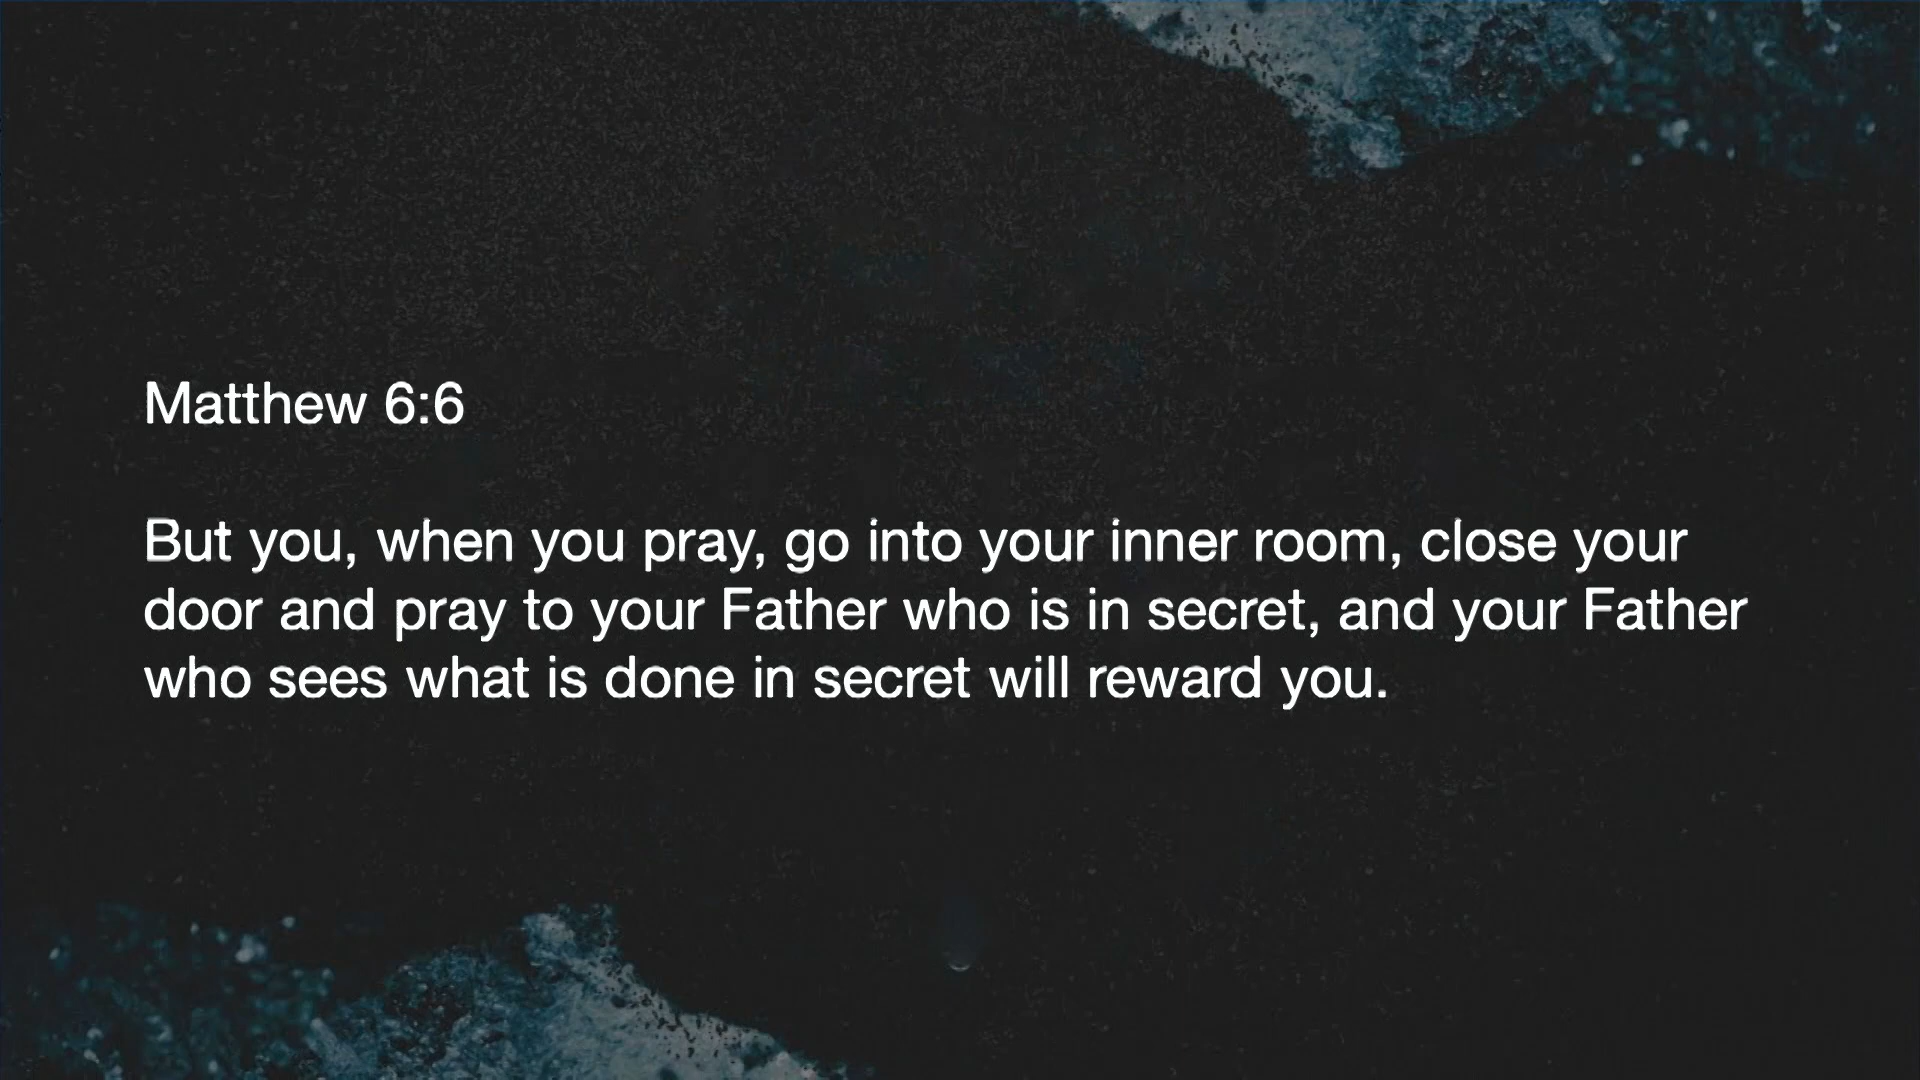 Matthew 6:6
But you, when you pray, go into your inner room, close your
door and pray to your Father who is in secret, and your Father
who sees what is done in secret will reward you.